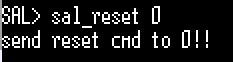 SAL> sal_reset 0
send reset cmd to 0!!